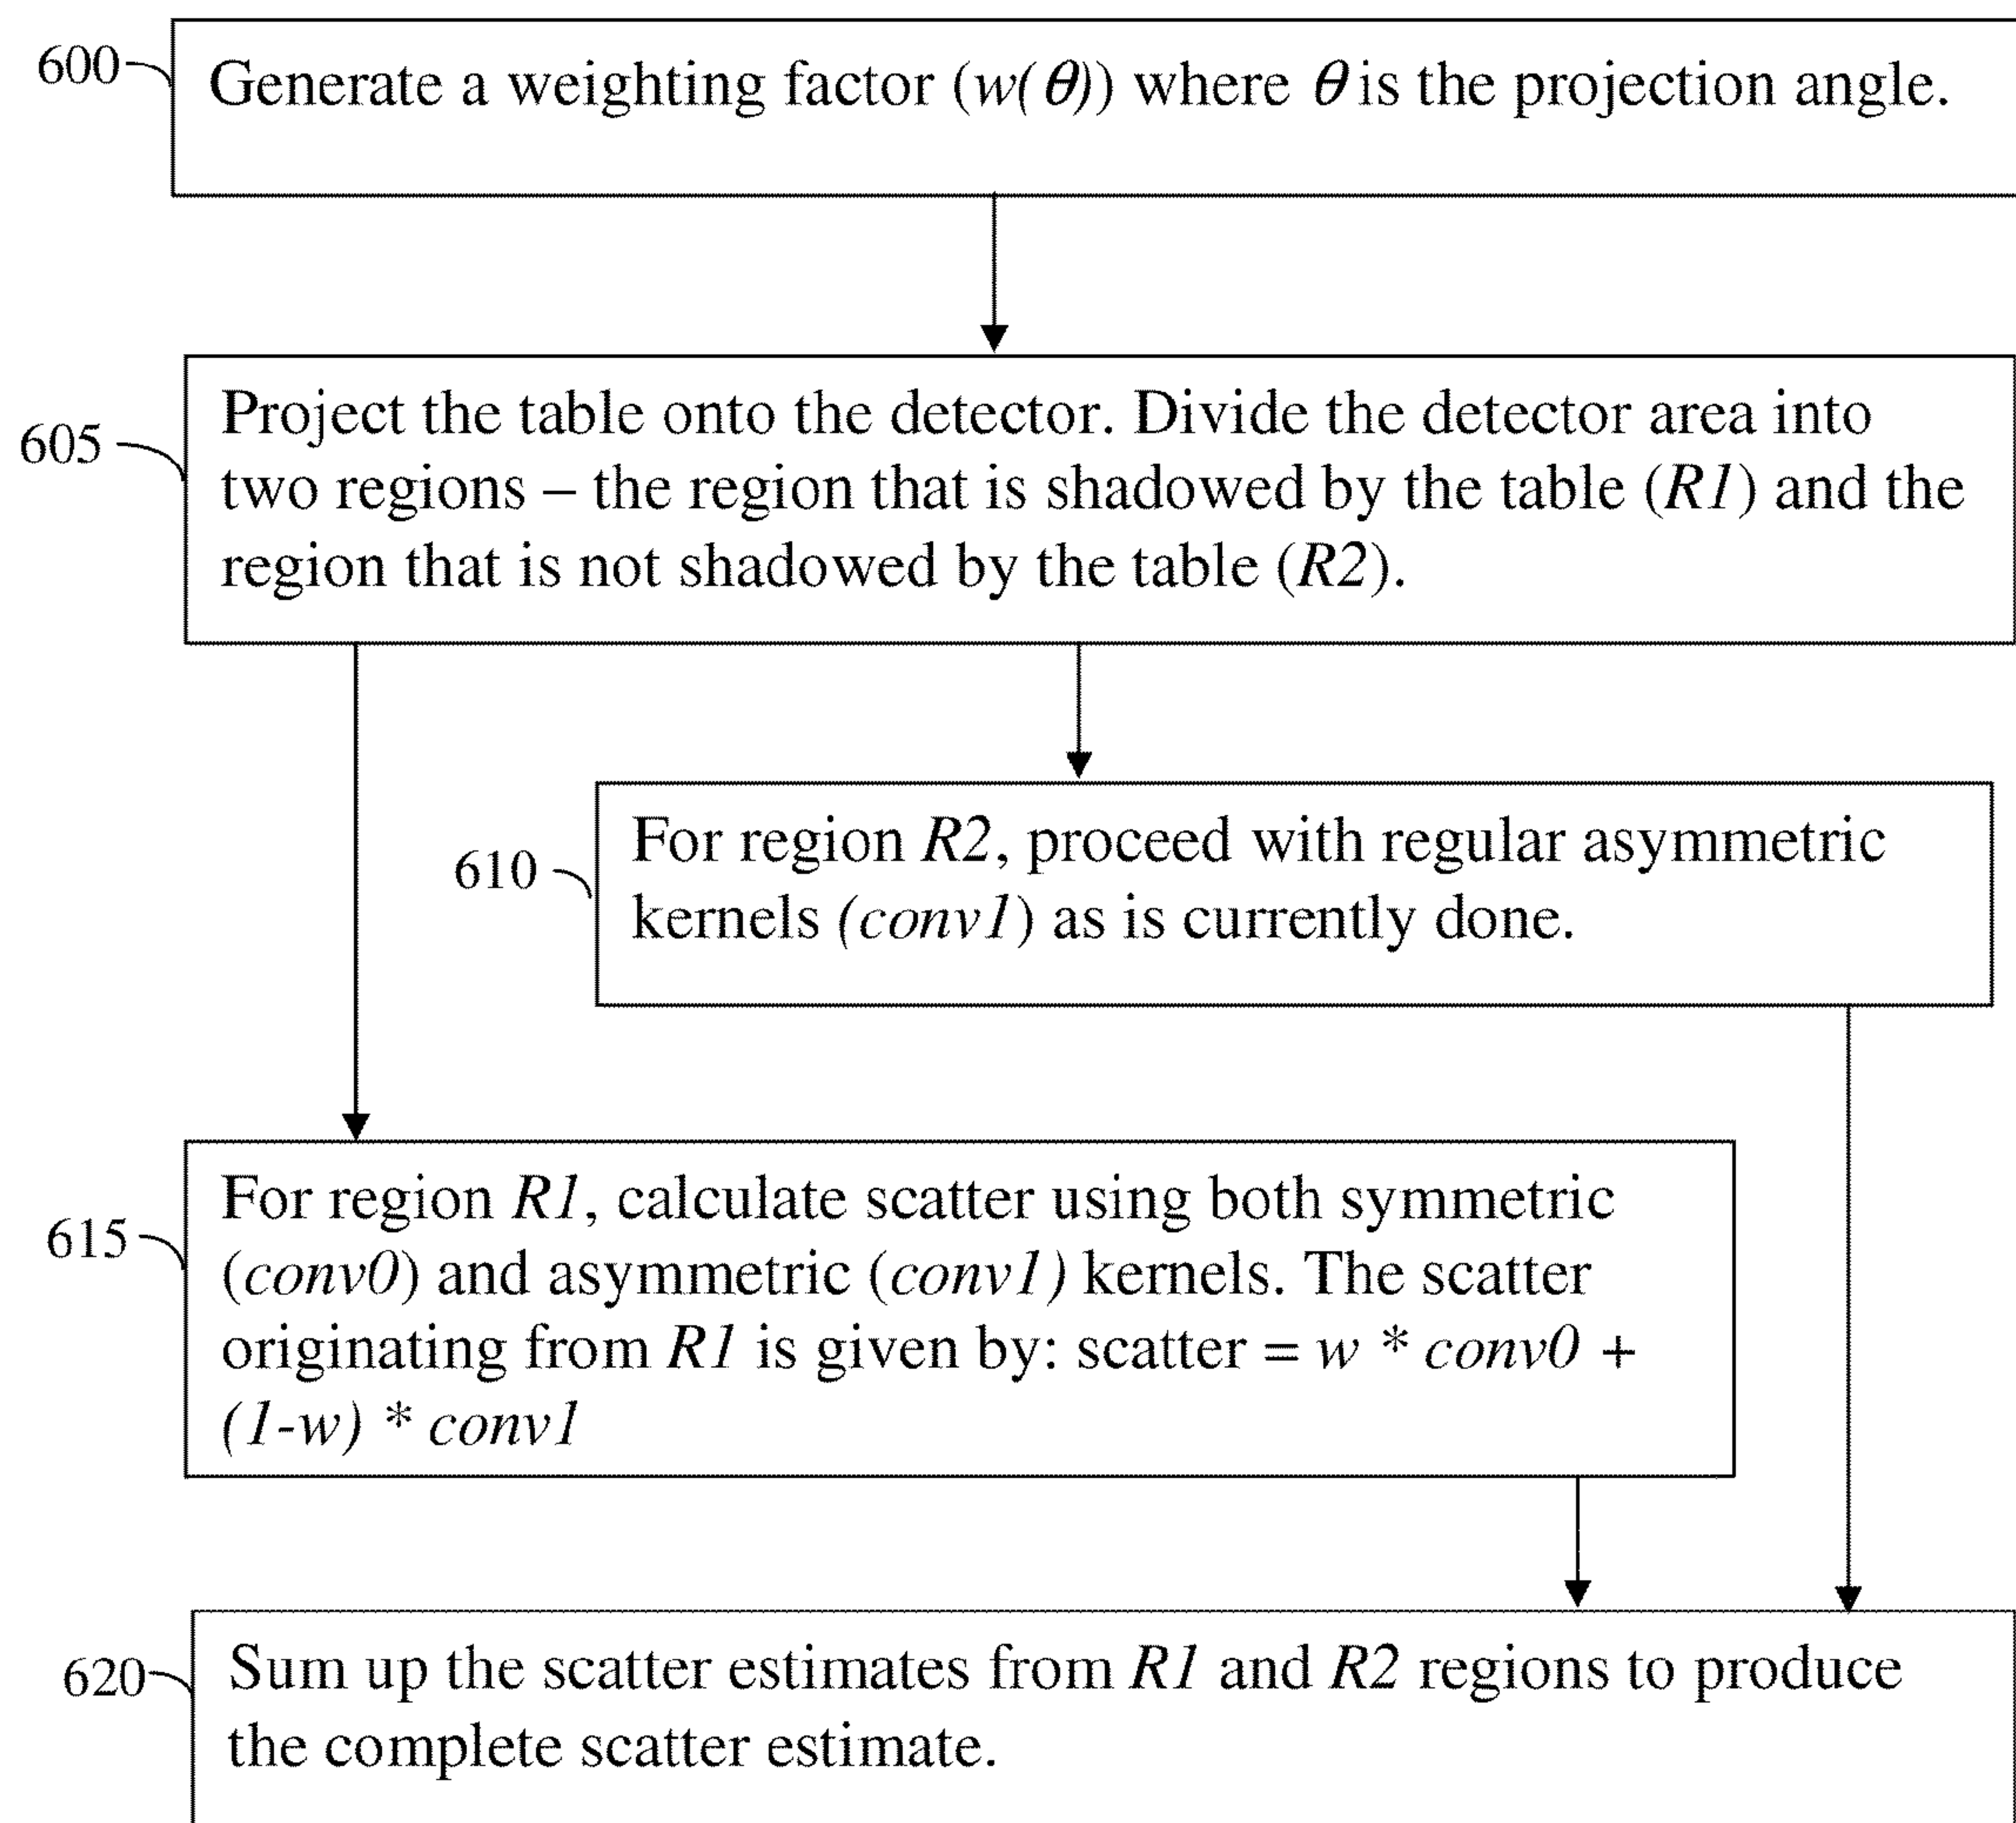 600
Generate a weighting factor (w(θ)) where θ is the projection angle.
605
Project the table onto the detector. Divide the detector area into
two regions – the region that is shadowed by the table (R1) and the
region that is not shadowed by the table (R2).
610
For region R2, proceed with regular asymmetric
kernels (conv1) as is currently done.
615
For region R1, calculate scatter using both symmetric
(conv0) and asymmetric (conv1) kernels. The scatter
originating from R1 is given by: scatter = w * conv0 +
(1-w) * conv1
620
Sum up the scatter estimates from R1 and R2 regions to produce
the complete scatter estimate.